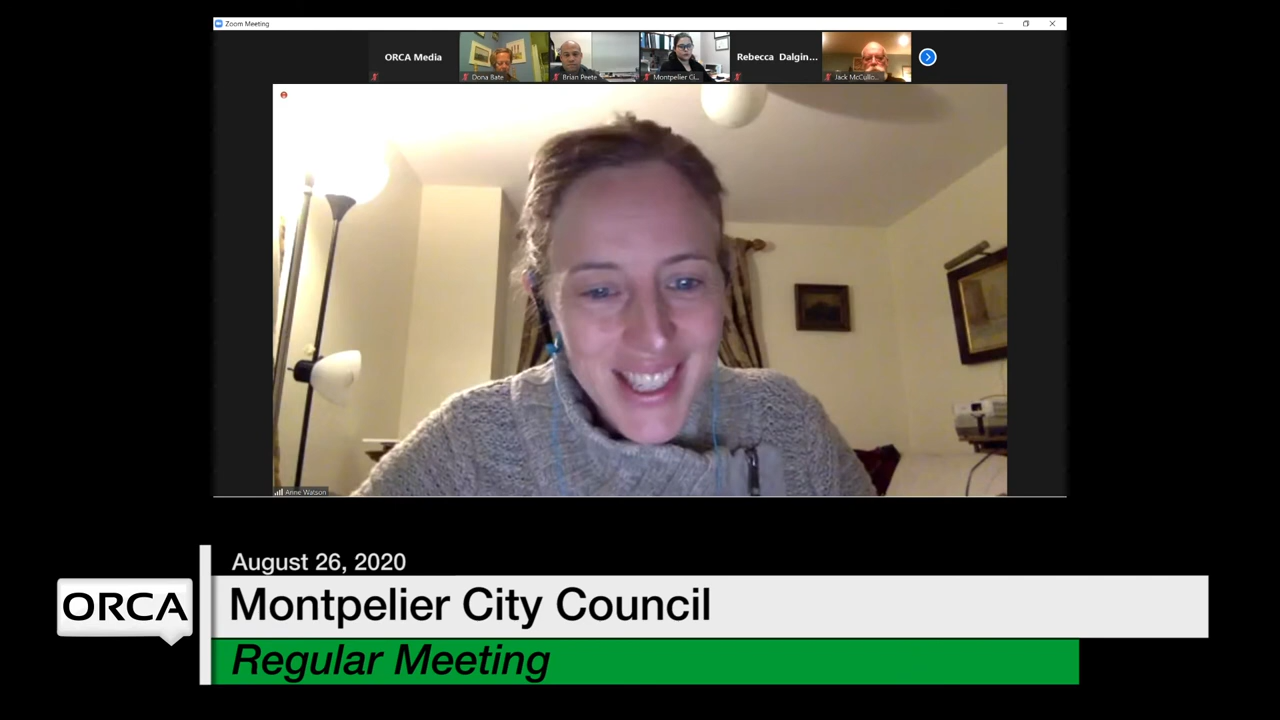 Zoom Meeting
ORCA Media
Dona Bate
Brian Peete
Montpelier Ci...
Rebecca Dalgin...
Jack McCullo...
Anne Watson
August 26, 2020
ORCA
Montpelier City Council
Regular Meeting